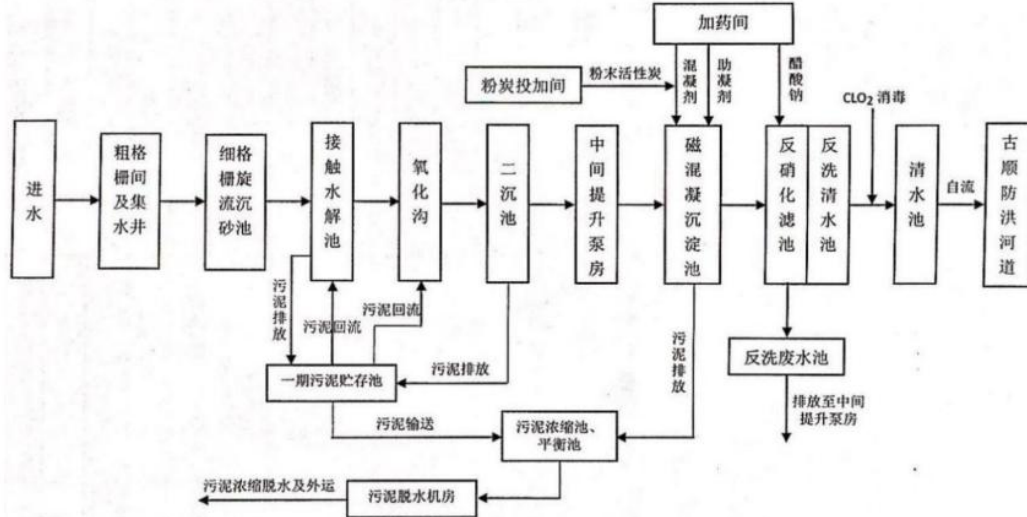 加药间
粉炭投加间
粉末活性炭
混凝剂
助凝剂
醋酸钠
CLO₂ 消毒
进水
粗格栅间及集水井
细格栅旋流沉砂池
接触水解池
氧化沟
二沉池
中间提升泵房
磁混凝沉淀池
反硝化滤池
反洗清水池
清水池
自流
古顺防洪河道
污泥排放
污泥回流
污泥回流
污泥排放
污泥排放
一期污泥贮存池
反洗废水池
污泥输送
污泥浓缩池、
平衡池
排放至中间
提升泵房
污泥浓缩脱水及外运
污泥脱水机房